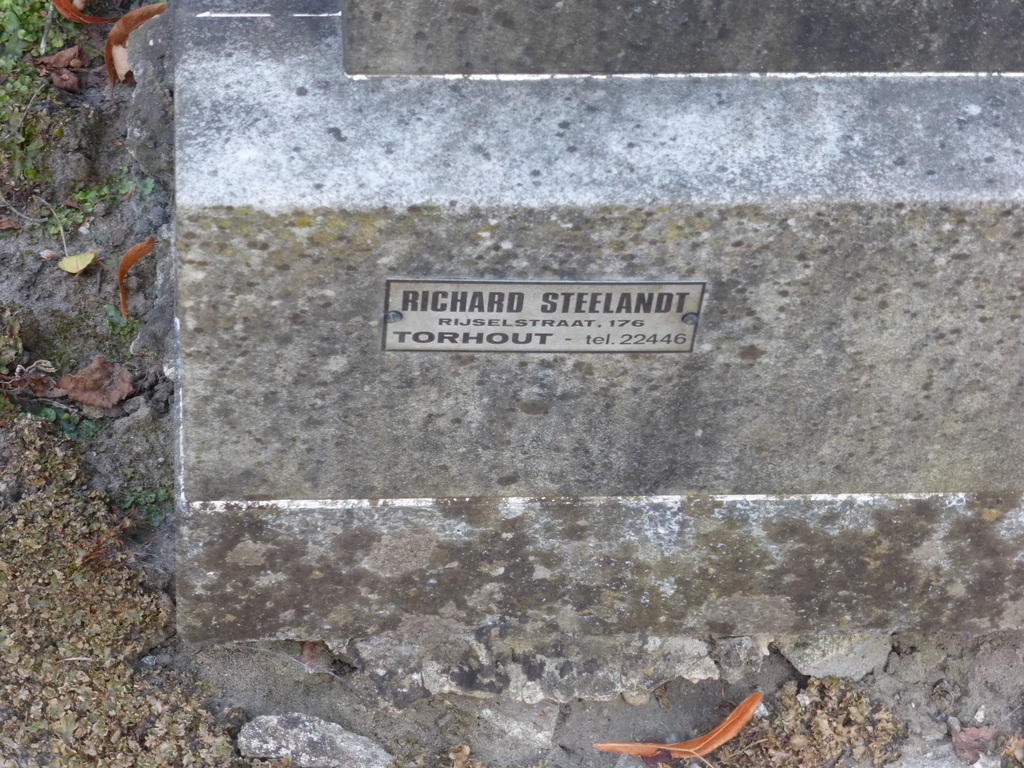 RICHARD STEELANDT
RIJSELSTRAAT, 176
TORHOUT - tel. 22446